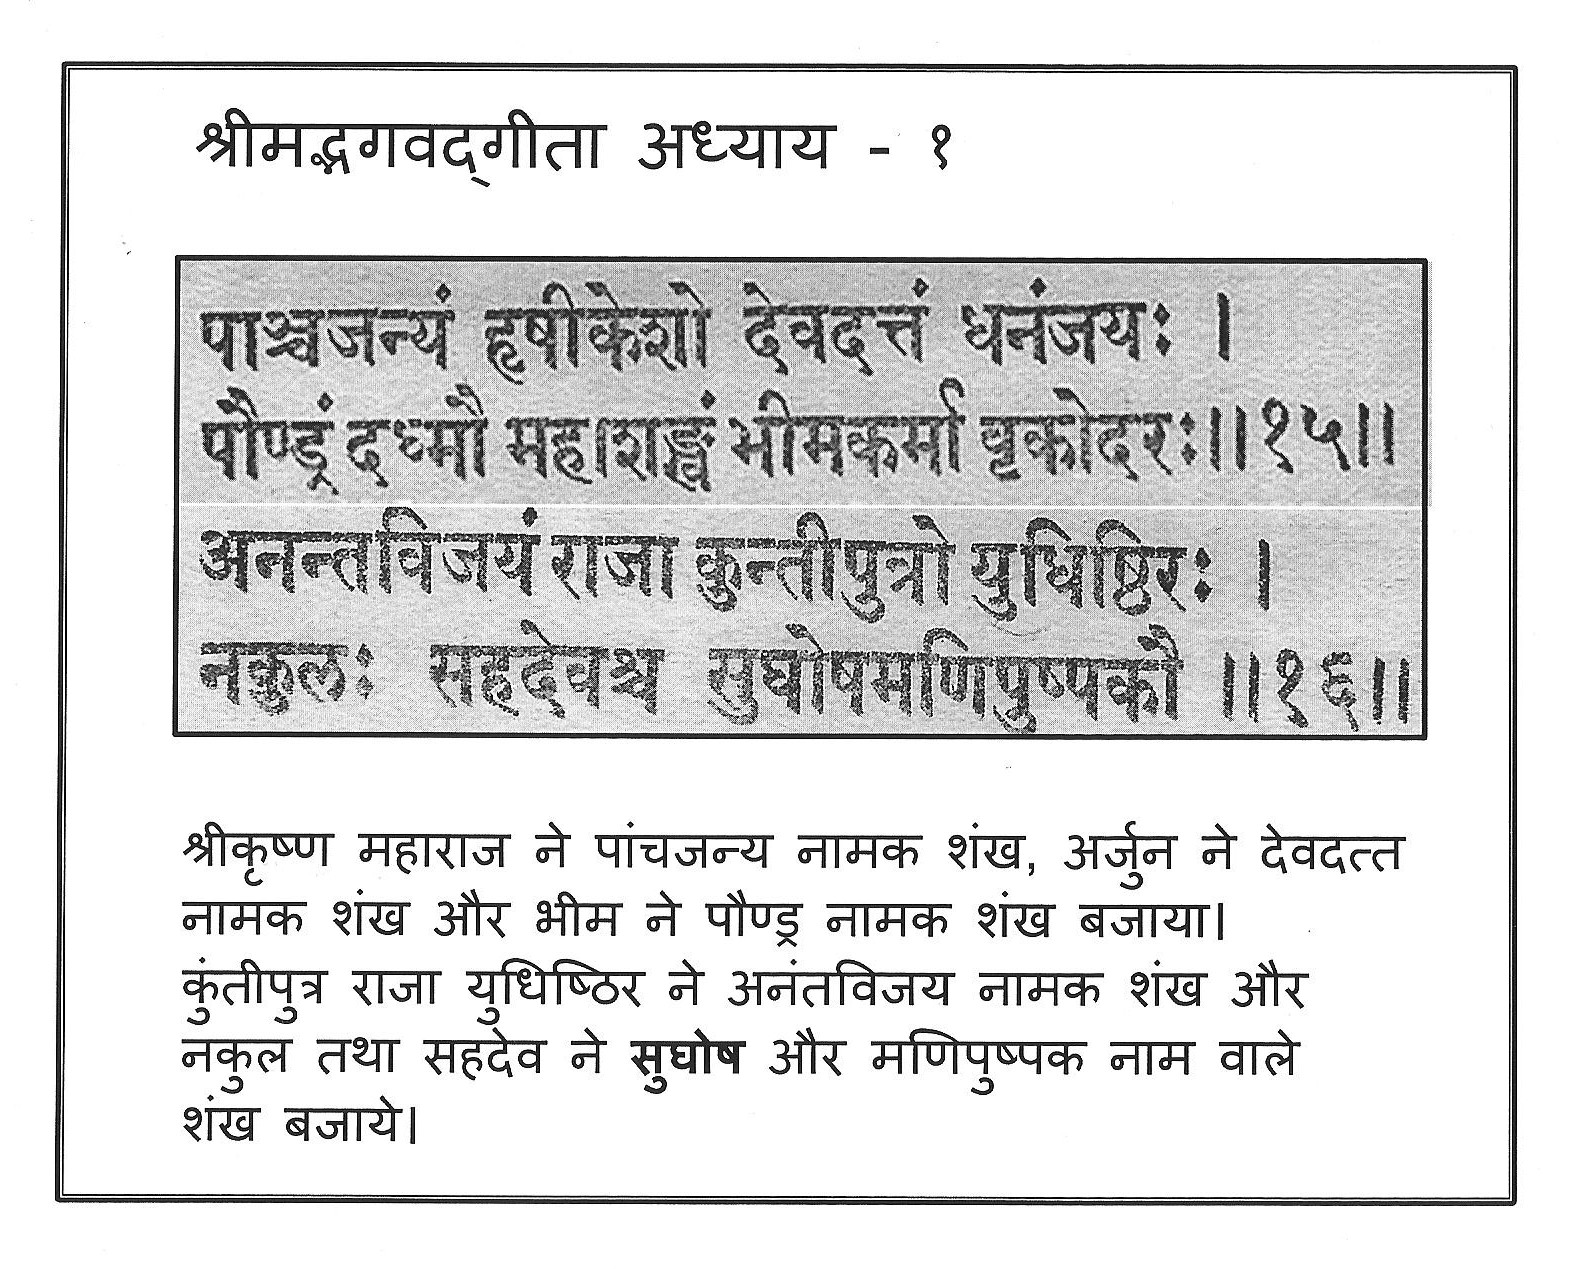 श्रीमद्भगवद्‌गीता अध्याय - १
पाञ्चजन्यं हृषीकेशो देवदत्तं धनंजयः ।
पौण्ड्रं दध्मौ महाशङ्खं भीमकर्मा वृकोदरः॥१५॥
अनन्तविजयं राजा कुन्तीपुत्रो युधिष्ठिरः ।
नकुलः सहदेवश्च सुघोषमणिपुष्पकौ ॥१६॥
श्रीकृष्ण महाराज ने पांचजन्य नामक शंख, अर्जुन ने देवदत्त
नामक शंख और भीम ने पौण्ड्र नामक शंख बजाया।
कुंतीपुत्र राजा युधिष्ठिर ने अनंतविजय नामक शंख और
नकुल तथा सहदेव ने सुघोष और मणिपुष्पक नाम वाले
शंख बजाये।